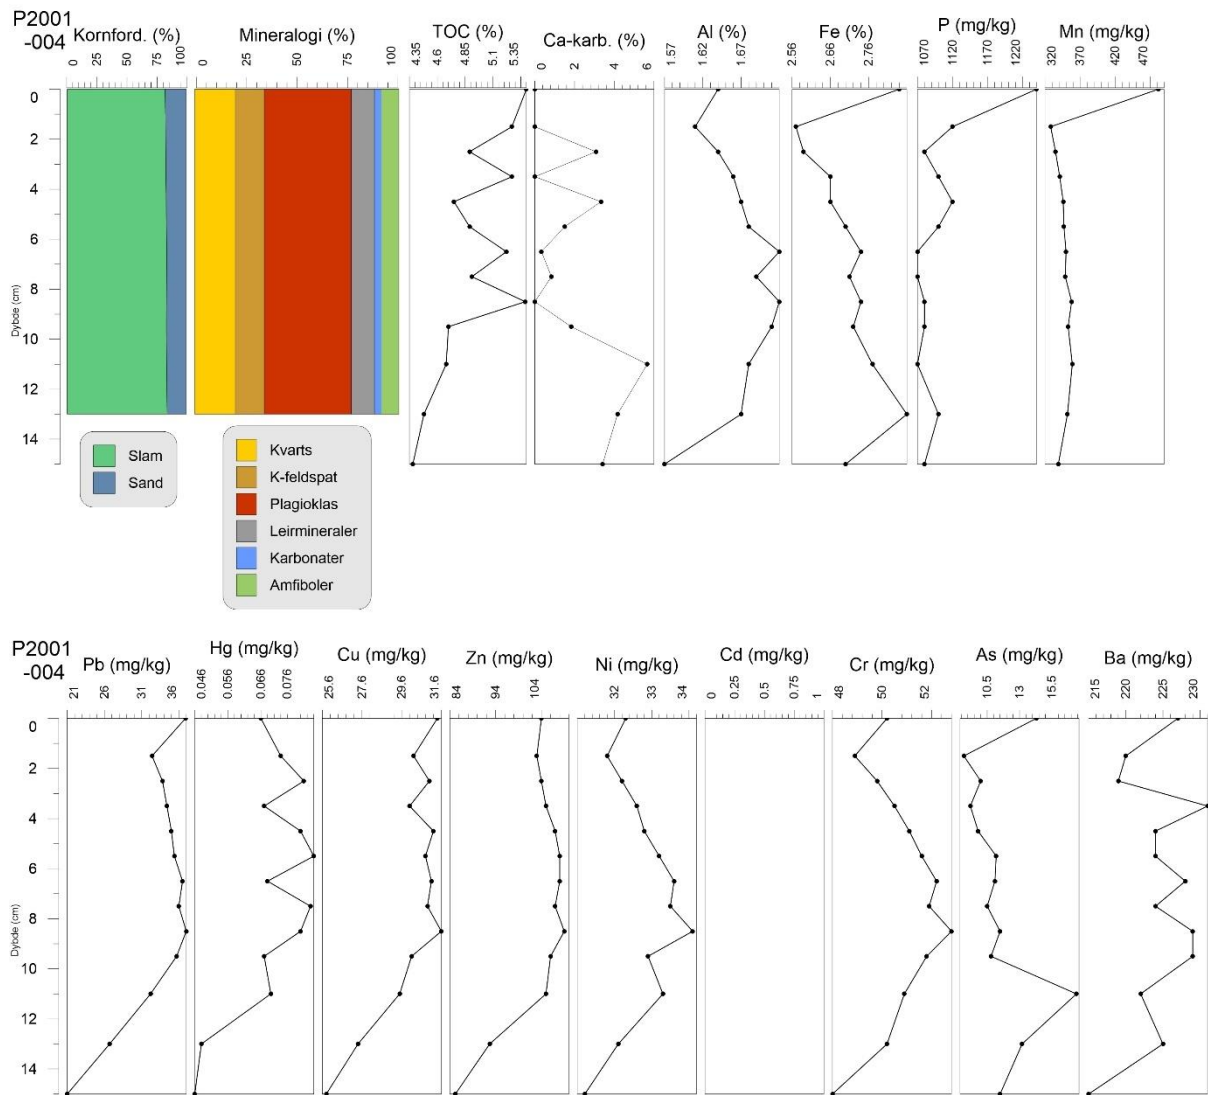 P2001
-004
Kornford. (%)
Mineralogi (%)
TOC (%)
Ca-karb. (%)
Al (%)
Fe (%)
P (mg/kg)
Mn (mg/kg)
0 25 50 75 100
0 25 50 75 100
4.35 4.6 4.85 5.1 5.35
0 2 4 6
1.57 1.62 1.67
2.56 2.66 2.76
1070 1120 1170 1220
320 370 420 470
0
2
4
6
8
10
12
14
Dybde (cm)
Slam
Sand
Kvarts
K-feldspat
Plagioklas
Leirmineraler
Karbonater
Amfiboler
P2001
-004
Pb (mg/kg)
Hg (mg/kg)
Cu (mg/kg)
Zn (mg/kg)
Ni (mg/kg)
Cd (mg/kg)
Cr (mg/kg)
As (mg/kg)
Ba (mg/kg)
21 26 31 36
0.046 0.056 0.066 0.076
25.6 27.6 29.6 31.6
84 94 104
32 33 34
0 0.25 0.5 0.75 1
48 50 52
10.5 13 15.5
215 220 225 230
0
2
4
6
8
10
12
14
Dybde (cm)